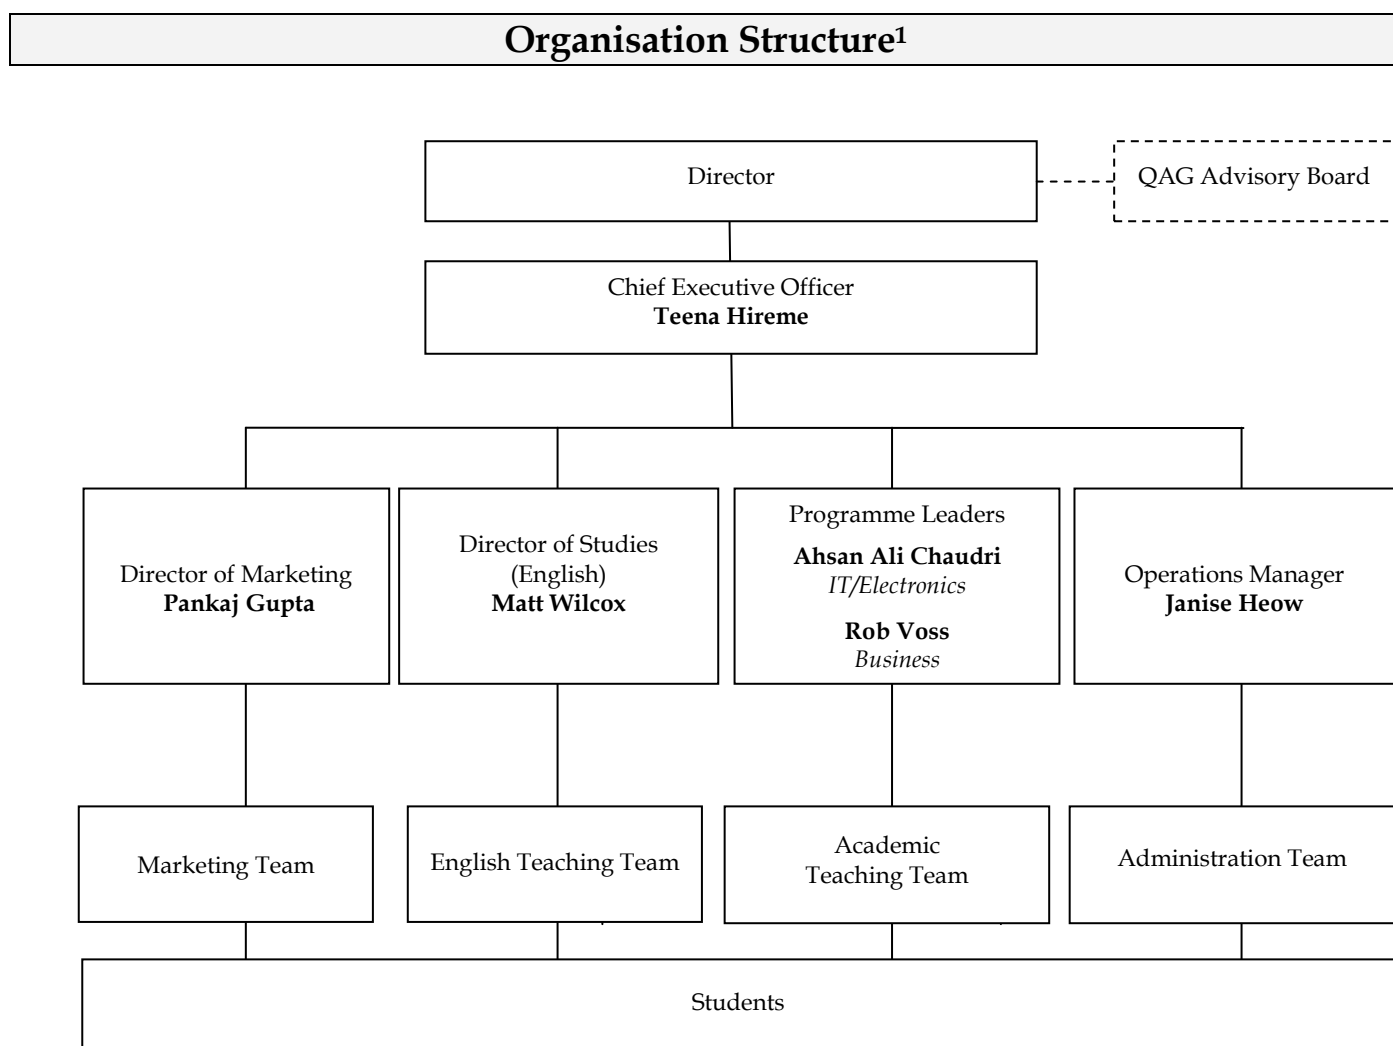 Organisation Structure¹
Director
QAG Advisory Board
Chief Executive Officer
Teena Hireme
Director of Marketing
Pankaj Gupta
Director of Studies
(English)
Matt Wilcox
Programme Leaders
Ahsan Ali Chaudri
IT/Electronics
Rob Voss
Business
Operations Manager
Janise Heow
Marketing Team
English Teaching Team
Academic
Teaching Team
Administration Team
Students